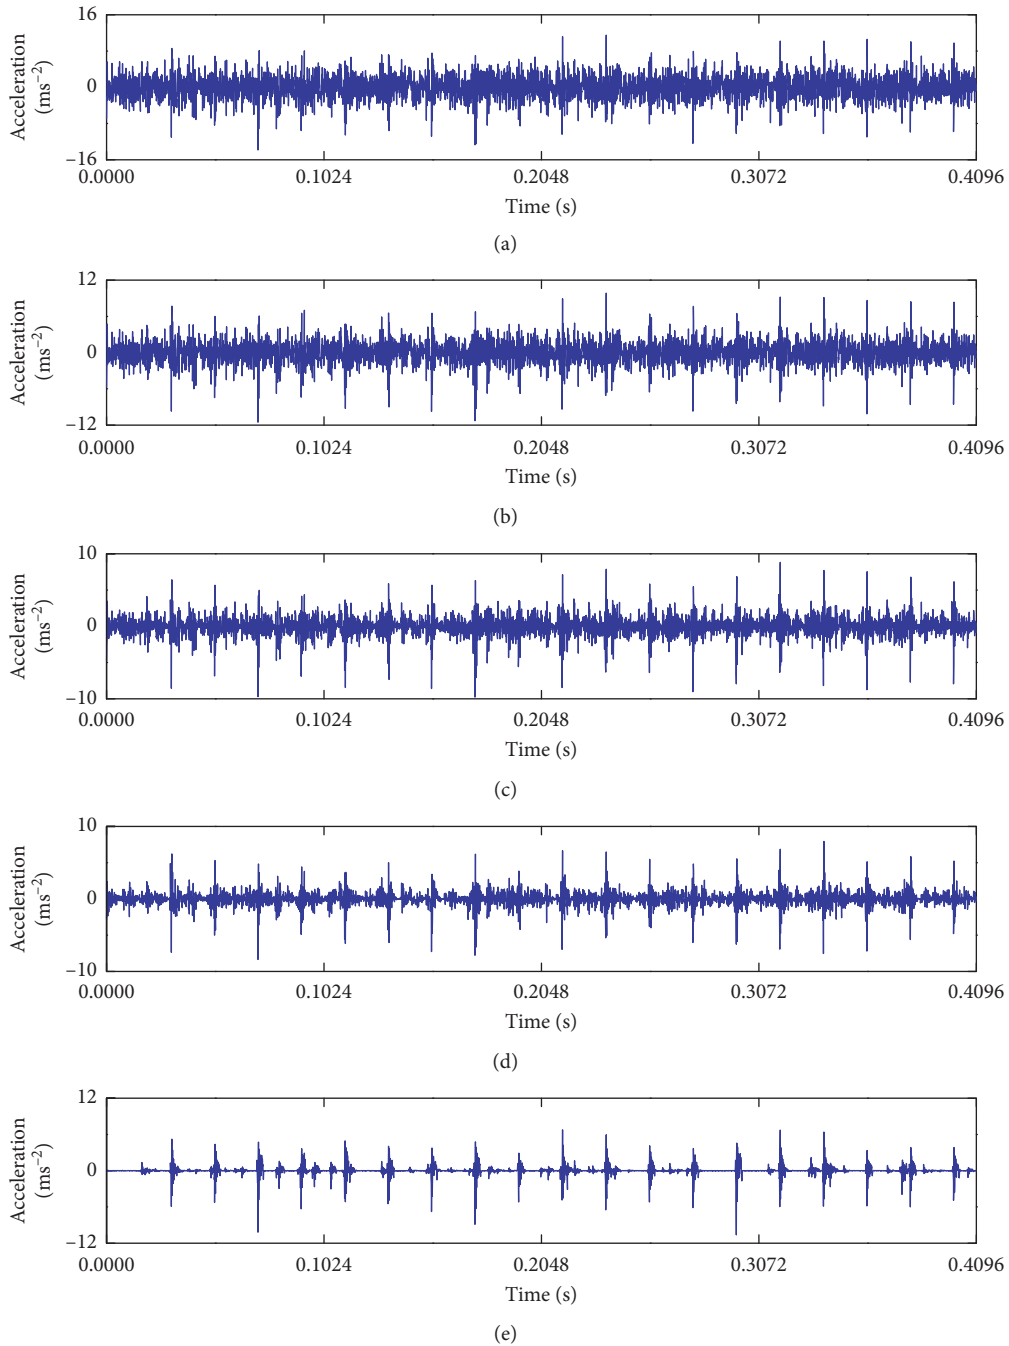 16
0
−16
Acceleration
(ms−2)
0.0000 0.1024 0.2048 0.3072 0.4096
Time (s)
(a)
12
0
−12
Acceleration
(ms−2)
0.0000 0.1024 0.2048 0.3072 0.4096
Time (s)
(b)
10
0
−10
Acceleration
(ms−2)
0.0000 0.1024 0.2048 0.3072 0.4096
Time (s)
(c)
10
0
−10
Acceleration
(ms−2)
0.0000 0.1024 0.2048 0.3072 0.4096
Time (s)
(d)
12
0
−12
Acceleration
(ms−2)
0.0000 0.1024 0.2048 0.3072 0.4096
Time (s)
(e)